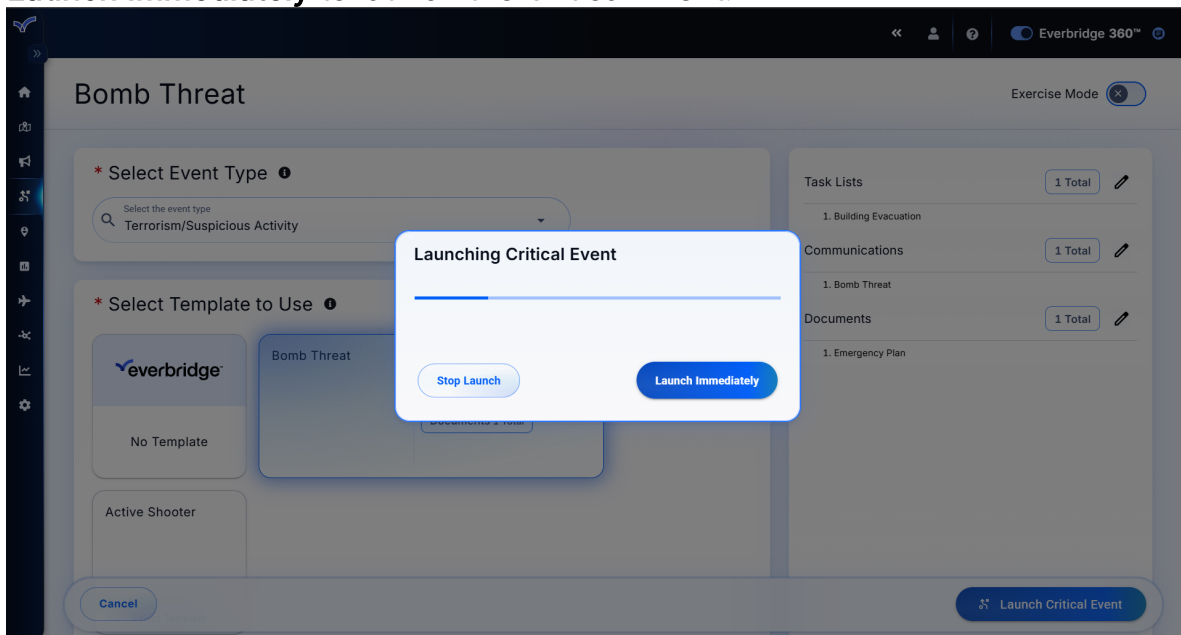 Everbridge 360™
Bomb Threat
Exercise Mode
* Select Event Type
Select the event type
Terrorism/Suspicious Activity
* Select Template to Use
everbridge
No Template
Bomb Threat
Documents 1 Total
Active Shooter
Launching Critical Event
Stop Launch
Launch Immediately
Task Lists
1 Total
1. Building Evacuation
Communications
1 Total
1. Bomb Threat
Documents
1 Total
1. Emergency Plan
Cancel
Launch Critical Event